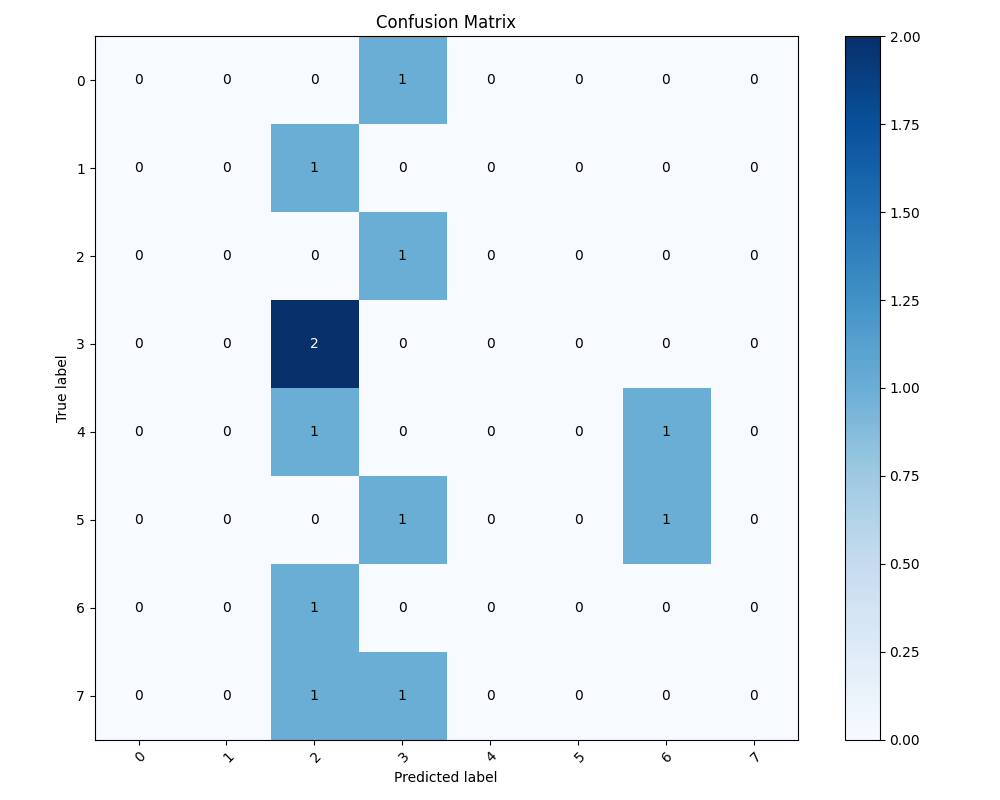 Confusion Matrix
0 0 0 0 1 0 0 0 0
1 0 0 1 0 0 0 0 0
2 0 0 0 1 0 0 0 0
3 0 0 2 0 0 0 0 0
4 0 0 1 0 0 0 1 0
5 0 0 0 1 0 0 1 0
6 0 0 1 0 0 0 0 0
7 0 0 1 1 0 0 0 0
True label
0 1 2 3 4 5 6 7
Predicted label
2.00
1.75
1.50
1.25
1.00
0.75
0.50
0.25
0.00